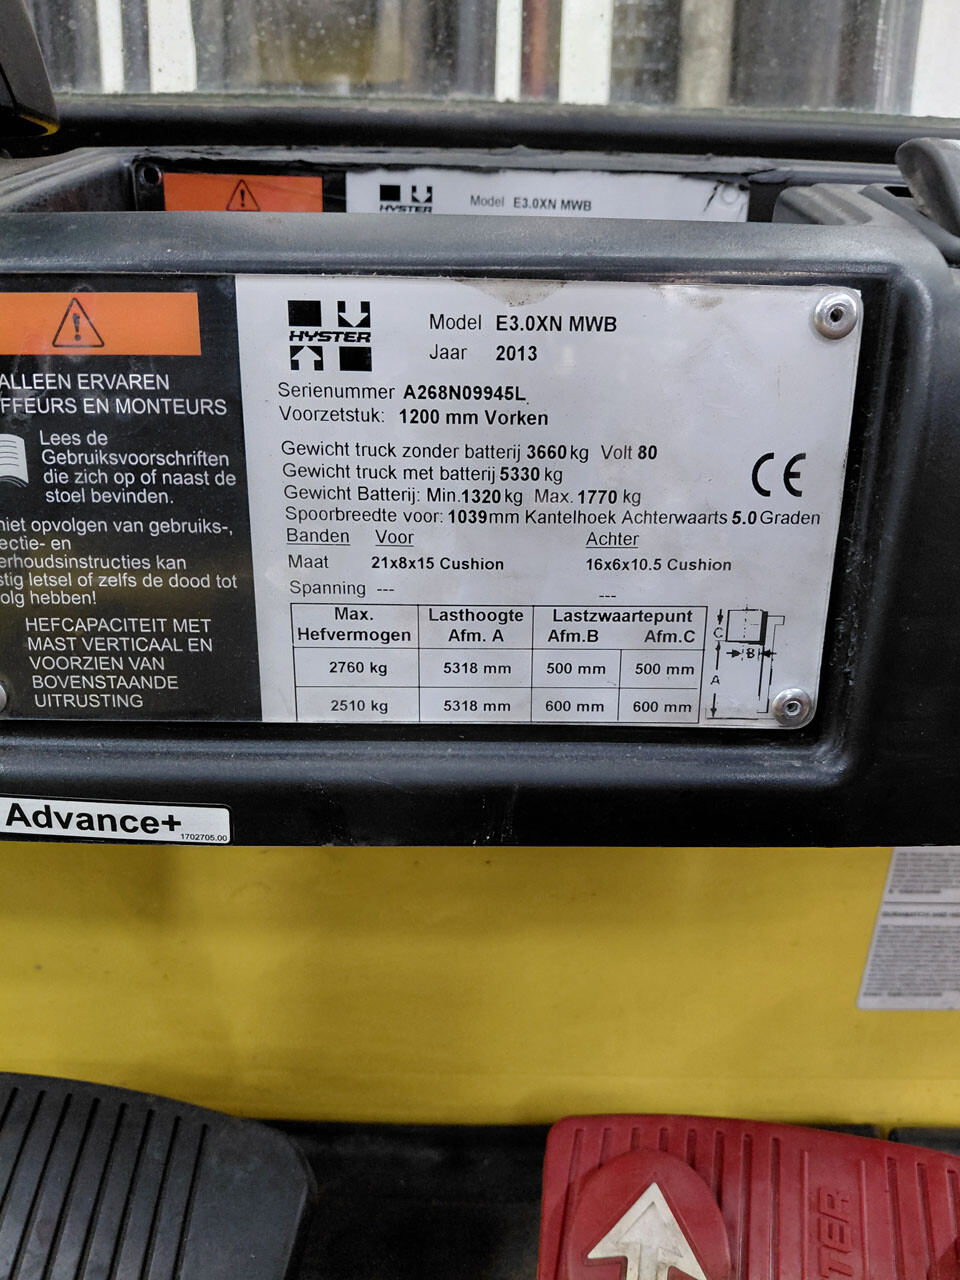 HYSTER Model E3.0XN MWB
HYSTER
Model E3.0XN MWB
Jaar 2013
Serienummer A268N09945L
Voorzetstuk: 1200 mm Vorken
Gewicht truck zonder batterij 3660 kg Volt 80
Gewicht truck met batterij 5330 kg
Gewicht Batterij: Min. 1320 kg Max. 1770 kg
Spoorbreedte voor: 1039 mm Kantelhoek Achterwaarts 5.0 Graden
Banden Voor Achter
Maat 21x8x15 Cushion 16x6x10.5 Cushion
Spanning --- ---
Max. Hefvermogen Lasthoogte Afm. A Lastzwaartepunt Afm.B Afm.C
2760 kg 5318 mm 500 mm 500 mm
2510 kg 5318 mm 600 mm 600 mm
C
B
A
CE
ALLEEN ERVAREN
FFEURS EN MONTEURS
Lees de
Gebruiksvoorschriften
die zich op of naast de
stoel bevinden.
niet opvolgen van gebruiks-,
ectie- en
erhoudsinstructies kan
stig letsel of zelfs de dood tot
olg hebben!
HEFCAPACITEIT MET
MAST VERTICAAL EN
VOORZIEN VAN
BOVENSTAANDE
UITRUSTING
Advance+
1702705.00
TER